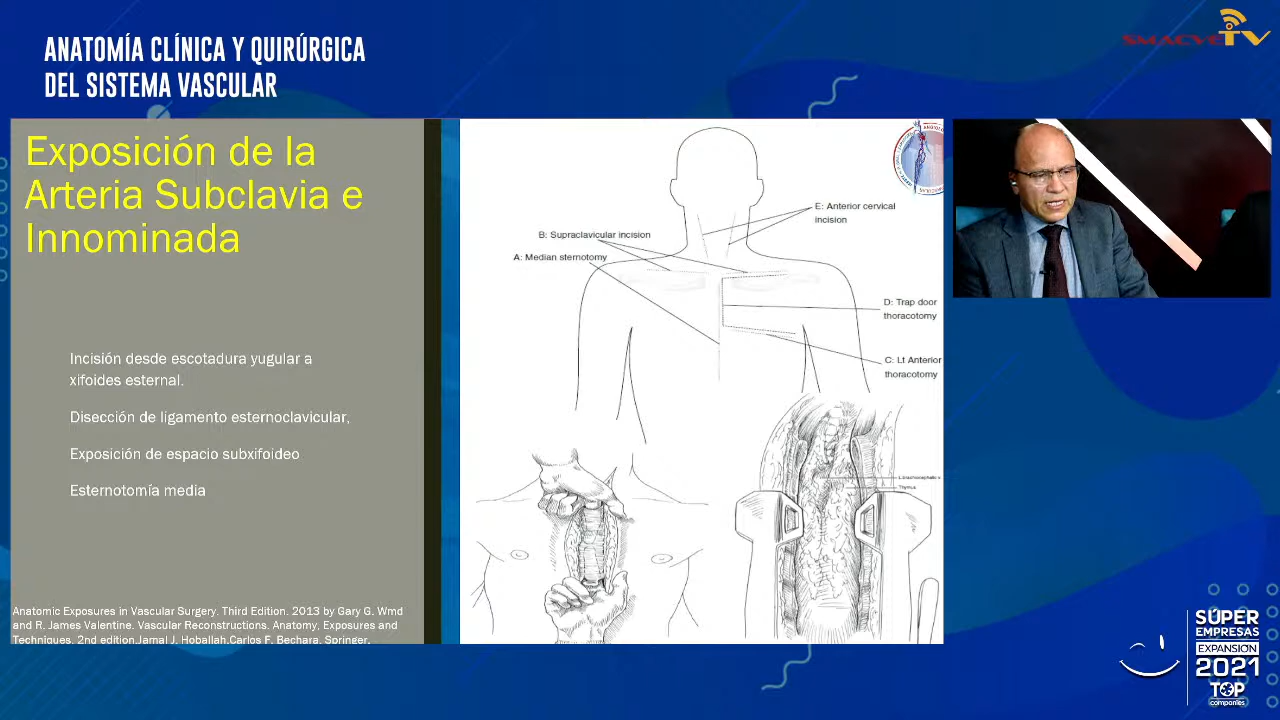 ANATOMÍA CLÍNICA Y QUIRÚRGICA
DEL SISTEMA VASCULAR
SMACVETV
Exposición de la
Arteria Subclavia e
Innominada
Incisión desde escotadura yugular a
xifoides esternal.
Disección de ligamento esternoclavicular,
Exposición de espacio subxifoideo
Esternotomía media
Anatomic Exposures in Vascular Surgery. Third Edition. 2013 by Gary G. Wmd
and R. James Valentine. Vascular Reconstructions. Anatomy, Exposures and
Techniques. 2nd edition.Jamal J. Hoballah.Carlos F. Bechara. Springer.
E: Anterior cervical
incision
B: Supraclavicular incision
A: Median sternotomy
D: Trap door
thoracotomy
C: Lt Anterior
thoracotomy
Thymus
SÚPER
EMPRESAS
EXPANSIÓN
2021
TOP
companies